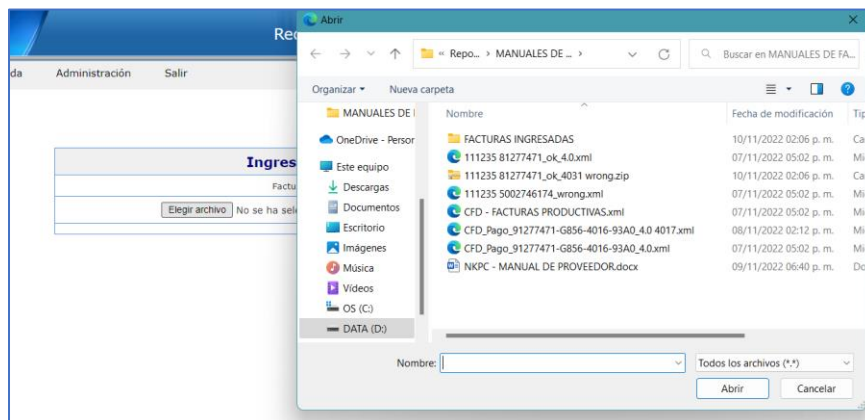 Rec
da Administración Salir
Ingres
Factu
Elegir archivo No se ha sele
Abrir
« Repo... › MANUALES DE ... ›
Buscar en MANUALES DE FA...
Organizar Nueva carpeta
Nombre Fecha de modificación Tip
MANUALES DE
OneDrive - Person
Este equipo
Descargas
Documentos
Escritorio
Imágenes
Música
Vídeos
OS (C:)
DATA (D:)
FACTURAS INGRESADAS 10/11/2022 02:06 p. m. Ca
111235 81277471_ok_4.0.xml 07/11/2022 05:02 p. m. Mi
111235 81277471_ok_4031 wrong.zip 10/11/2022 02:06 p. m. Ca
111235 5002746174_wrong.xml 07/11/2022 05:02 p. m. Mi
CFD - FACTURAS PRODUCTIVAS.xml 07/11/2022 05:02 p. m. Mi
CFD_Pago_91277471-G856-4016-93A0_4.0 4017.xml 08/11/2022 02:12 p. m. Mi
CFD_Pago_91277471-G856-4016-93A0_4.0.xml 07/11/2022 05:02 p. m. Mi
NKPC - MANUAL DE PROVEEDOR.docx 09/11/2022 06:40 p. m. Do
Nombre: Todos los archivos (*.*)
Abrir Cancelar